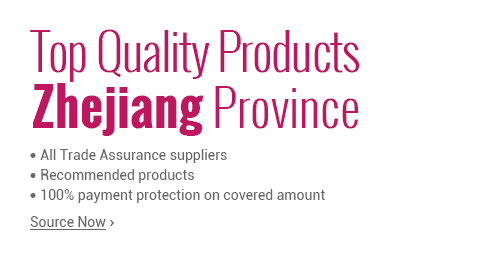 Top Quality Products
Zhejiang Province
• All Trade Assurance suppliers
• Recommended products
• 100% payment protection on covered amount
Source Now ›